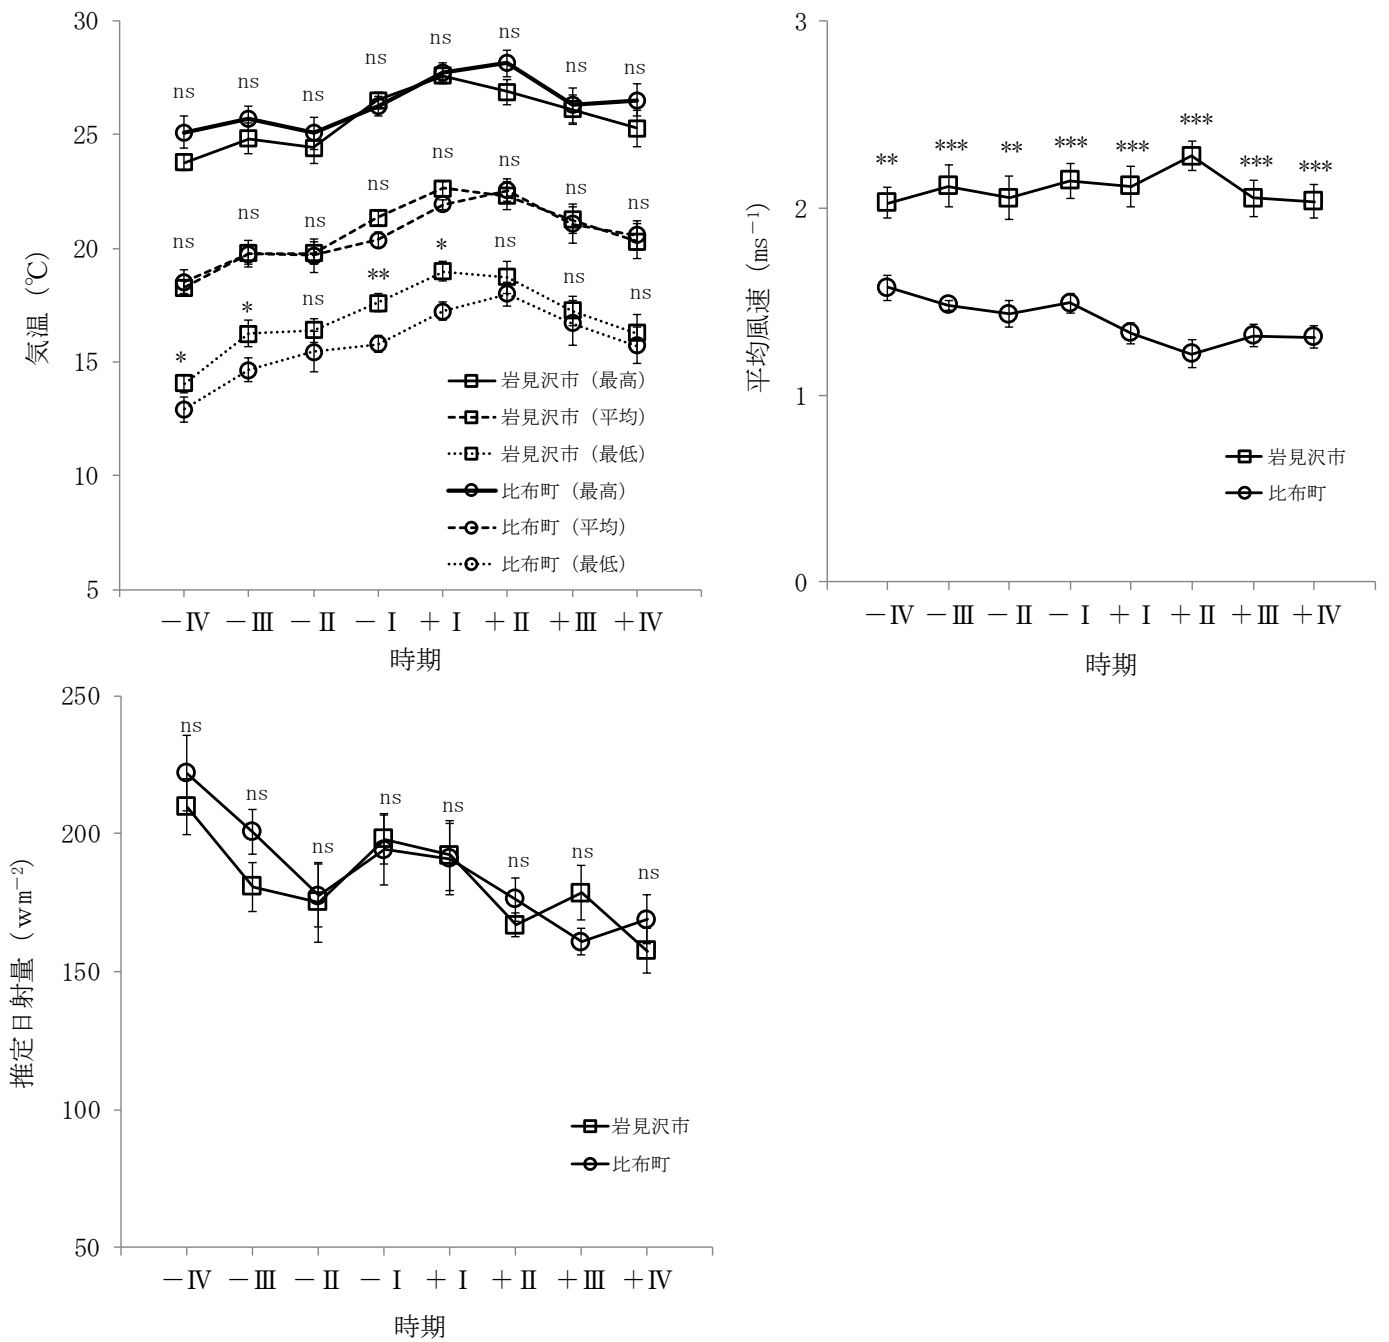 30
25
20
15
10
5
気温（℃）
ns ns ns ns ns ns ns ns
ns ns ns ns ns ns ns ns
* * ns ** * ns ns ns
岩見沢市（最高）
岩見沢市（平均）
岩見沢市（最低）
比布町（最高）
比布町（平均）
比布町（最低）
－Ⅳ －Ⅲ －Ⅱ －Ⅰ ＋Ⅰ ＋Ⅱ ＋Ⅲ ＋Ⅳ
時期
3
2
1
0
平均風速（ms－1）
** *** ** *** *** *** *** ***
岩見沢市
比布町
－Ⅳ －Ⅲ －Ⅱ －Ⅰ ＋Ⅰ ＋Ⅱ ＋Ⅲ ＋Ⅳ
時期
250
200
150
100
50
推定日射量（wm−2）
ns ns ns ns ns ns ns ns
岩見沢市
比布町
－Ⅳ －Ⅲ －Ⅱ －Ⅰ ＋Ⅰ ＋Ⅱ ＋Ⅲ ＋Ⅳ
時期